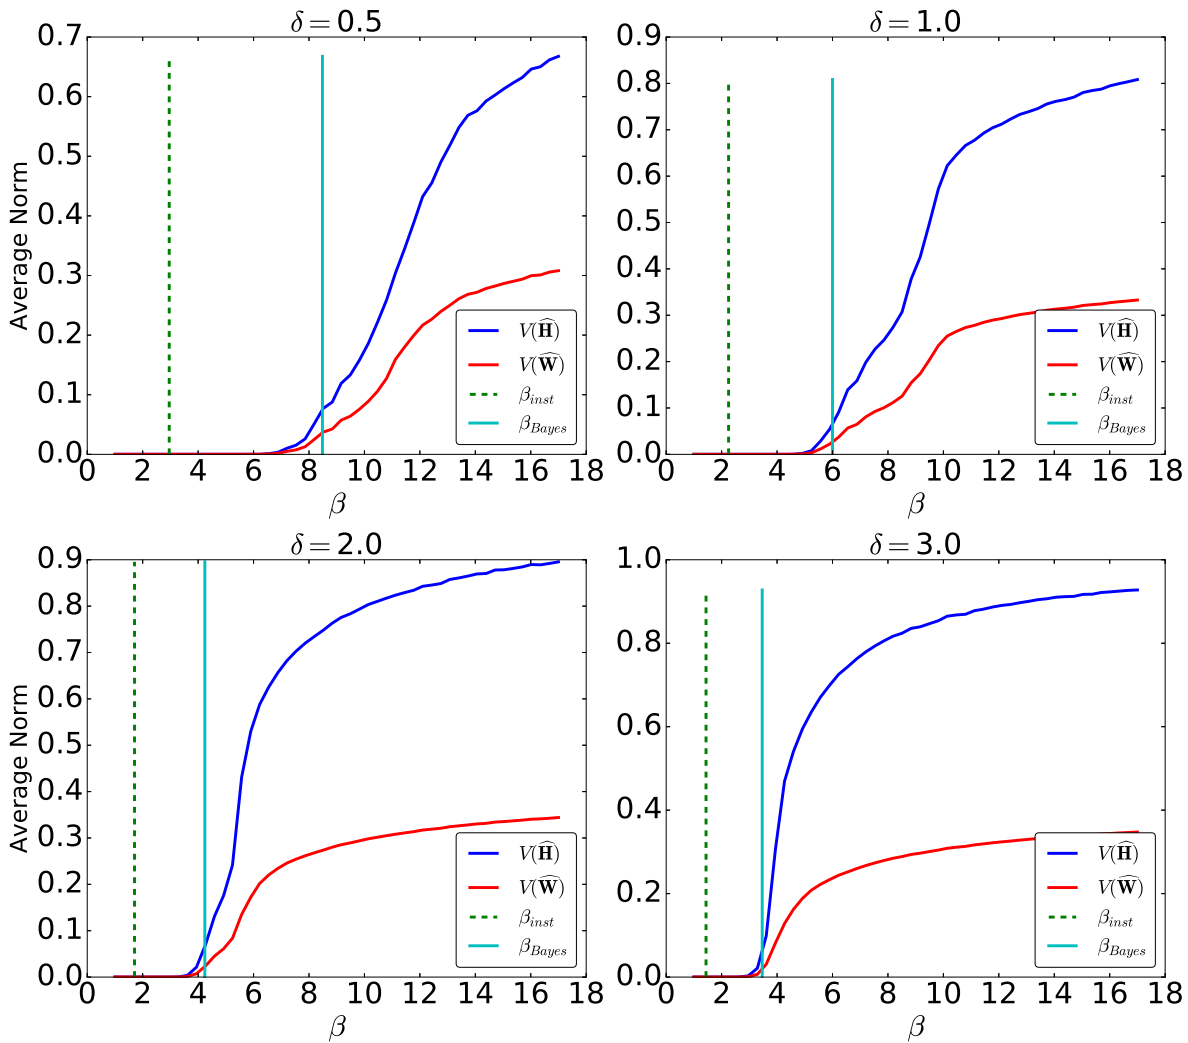 δ = 0.5
0.7
0.6
0.5
0.4
0.3
0.2
0.1
0.0
Average Norm
0 2 4 6 8 10 12 14 16 18
β
V(Ĥ)
V(Ŵ)
β_inst
β_Bayes
δ = 1.0
0.9
0.8
0.7
0.6
0.5
0.4
0.3
0.2
0.1
0.0
0 2 4 6 8 10 12 14 16 18
β
V(Ĥ)
V(Ŵ)
β_inst
β_Bayes
δ = 2.0
0.9
0.8
0.7
0.6
0.5
0.4
0.3
0.2
0.1
0.0
Average Norm
0 2 4 6 8 10 12 14 16 18
β
V(Ĥ)
V(Ŵ)
β_inst
β_Bayes
δ = 3.0
1.0
0.8
0.6
0.4
0.2
0.0
0 2 4 6 8 10 12 14 16 18
β
V(Ĥ)
V(Ŵ)
β_inst
β_Bayes